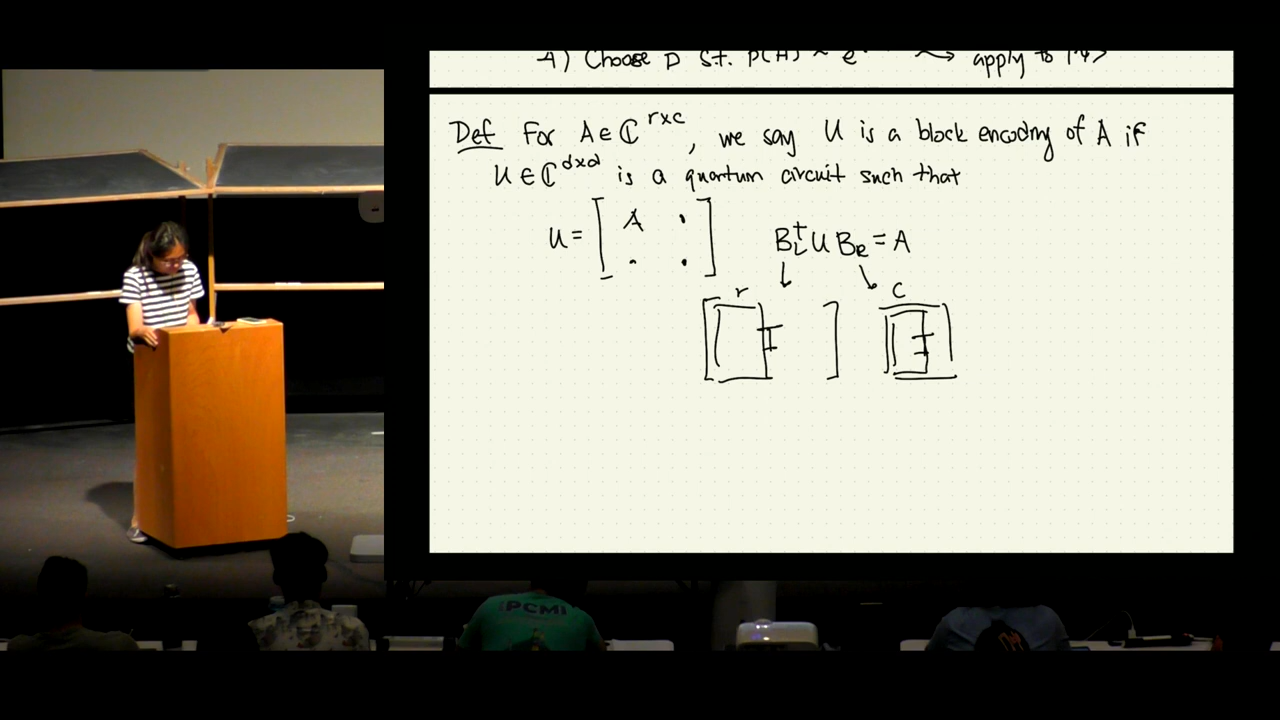 4) Choose p s.t. p(A) ≈ e → apply to |ψ>
Def For A ∈ ℂ^{r×c}, we say U is a block encoding of A if
U ∈ ℂ^{d×d} is a quantum circuit such that
U = [ A · · · ] B_L^† U B_R = A
r c
I I
PCMI